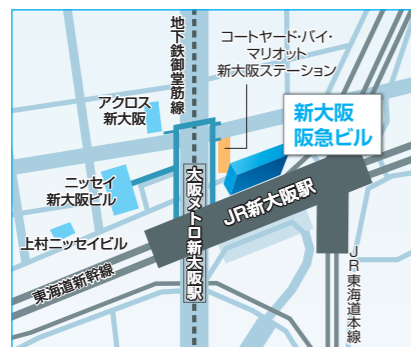 地下鉄御堂筋線
コートヤード・バイ・
マリオット
新大阪ステーション
アクロス
新大阪
新大阪
阪急ビル
ニッセイ
新大阪ビル
大阪メトロ新大阪駅
JR新大阪駅
上村ニッセイビル
東海道新幹線
JR東海道本線